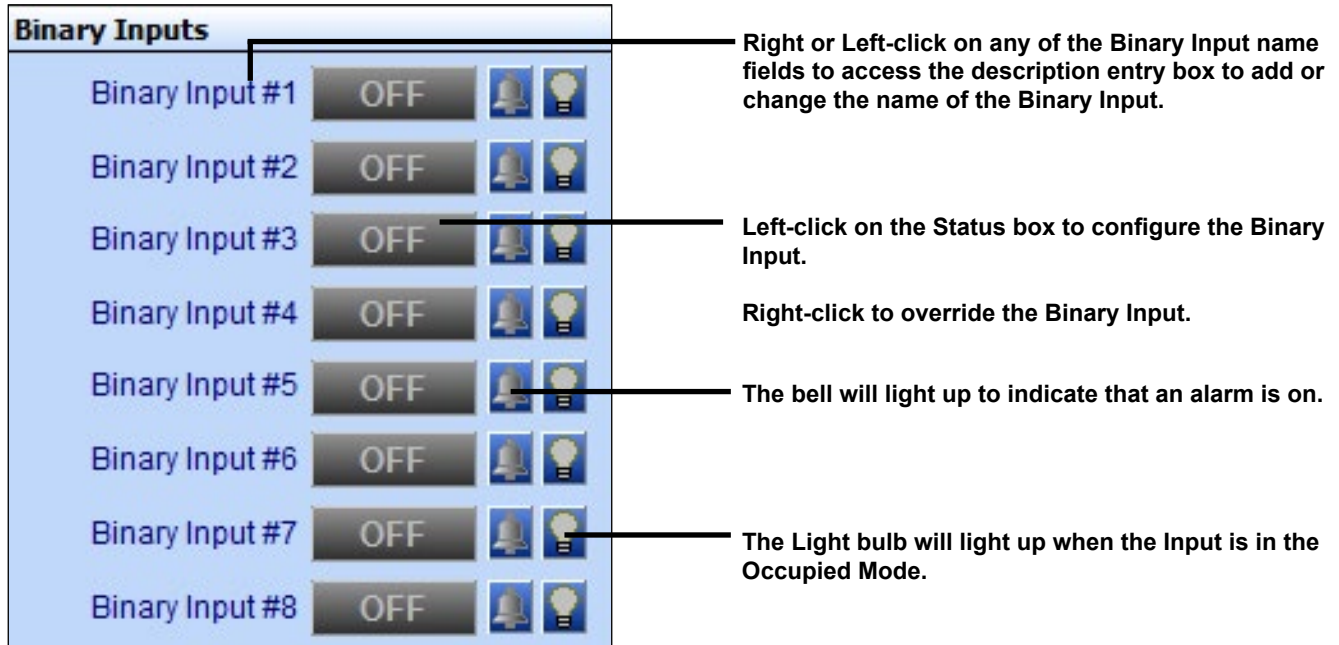 Binary Inputs
Binary Input #1 OFF
Right or Left-click on any of the Binary Input name
fields to access the description entry box to add or
change the name of the Binary Input.
Binary Input #2 OFF
Binary Input #3 OFF
Left-click on the Status box to configure the Binary
Input.
Binary Input #4 OFF
Right-click to override the Binary Input.
Binary Input #5 OFF
The bell will light up to indicate that an alarm is on.
Binary Input #6 OFF
Binary Input #7 OFF
The Light bulb will light up when the Input is in the
Occupied Mode.
Binary Input #8 OFF